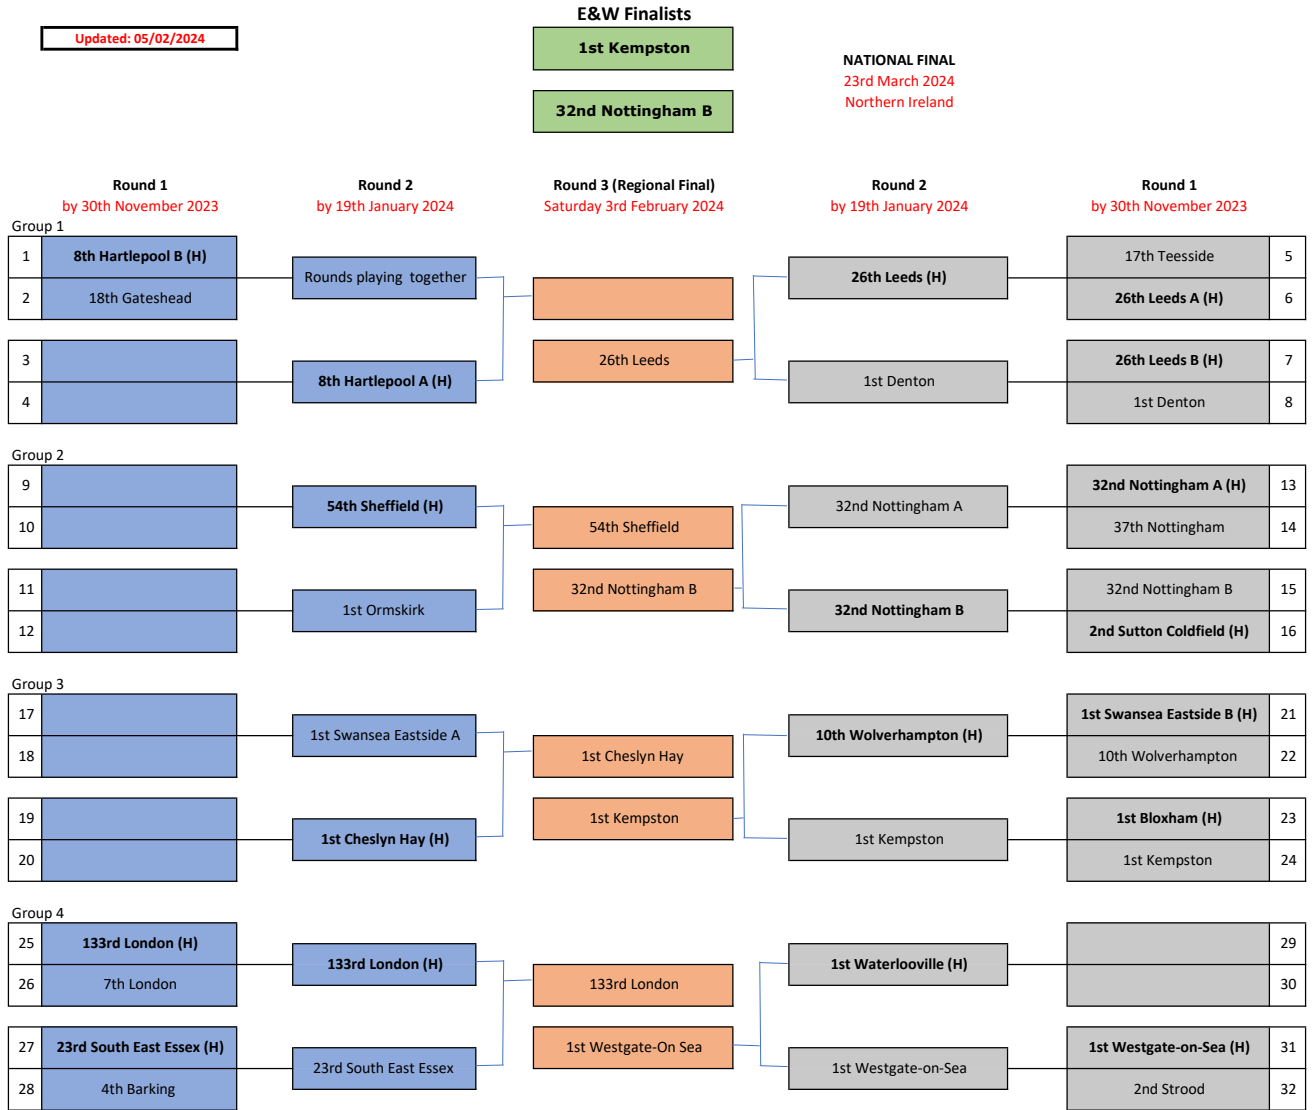 E&W Finalists
Updated: 05/02/2024
1st Kempston
NATIONAL FINAL
23rd March 2024
32nd Nottingham B
Northern Ireland
Round 1 Round 2 Round 3 (Regional Final) Round 2 Round 1
by 30th November 2023 by 19th January 2024 Saturday 3rd February 2024 by 19th January 2024 by 30th November 2023
Group 1
1 8th Hartlepool B (H) 17th Teesside 5
Rounds playing  together 26th Leeds (H)
2 18th Gateshead 26th Leeds A (H) 6
3 26th Leeds 26th Leeds B (H) 7
8th Hartlepool A (H) 1st Denton
4 1st Denton 8
Group 2
9 32nd Nottingham A (H) 13
54th Sheffield (H) 32nd Nottingham A
10 54th Sheffield 37th Nottingham 14
11 32nd Nottingham B 32nd Nottingham B 15
1st Ormskirk 32nd Nottingham B
12 2nd Sutton Coldfield (H) 16
Group 3
17 1st Swansea Eastside B (H) 21
1st Swansea Eastside A 10th Wolverhampton (H)
18 1st Cheslyn Hay 10th Wolverhampton 22
19 1st Kempston 1st Bloxham (H) 23
1st Cheslyn Hay (H) 1st Kempston
20 1st Kempston 24
Group 4
25 133rd London (H) 29
133rd London (H) 1st Waterlooville (H)
26 7th London 133rd London 30
27 23rd South East Essex (H) 1st Westgate-On Sea 1st Westgate-on-Sea (H) 31
23rd South East Essex 1st Westgate-on-Sea
28 4th Barking 2nd Strood 32